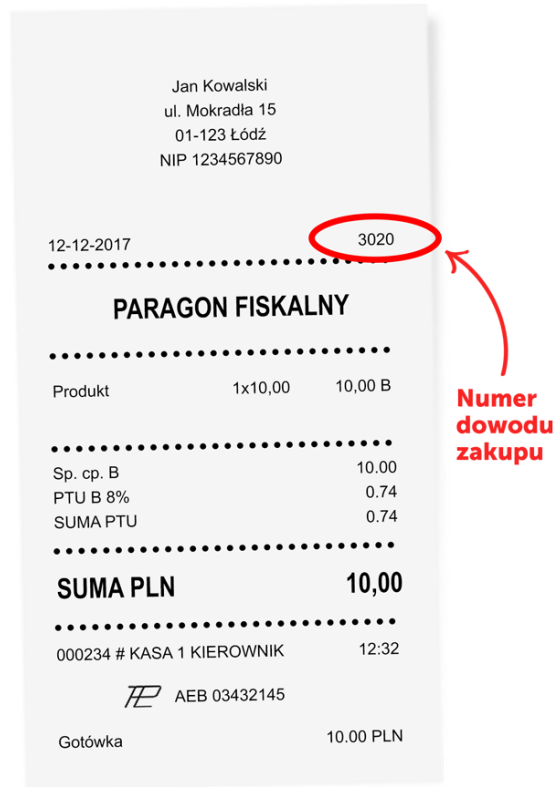 Jan Kowalski
ul. Mokradła 15
01-123 Łódź
NIP 1234567890
12-12-2017 3020
PARAGON FISKALNY
Produkt 1x10,00 10,00 B
Sp. cp. B 10.00
PTU B 8% 0.74
SUMA PTU 0.74
SUMA PLN 10,00
000234 # KASA 1 KIEROWNIK 12:32
AEB 03432145
Gotówka 10.00 PLN
Numer
dowodu
zakupu